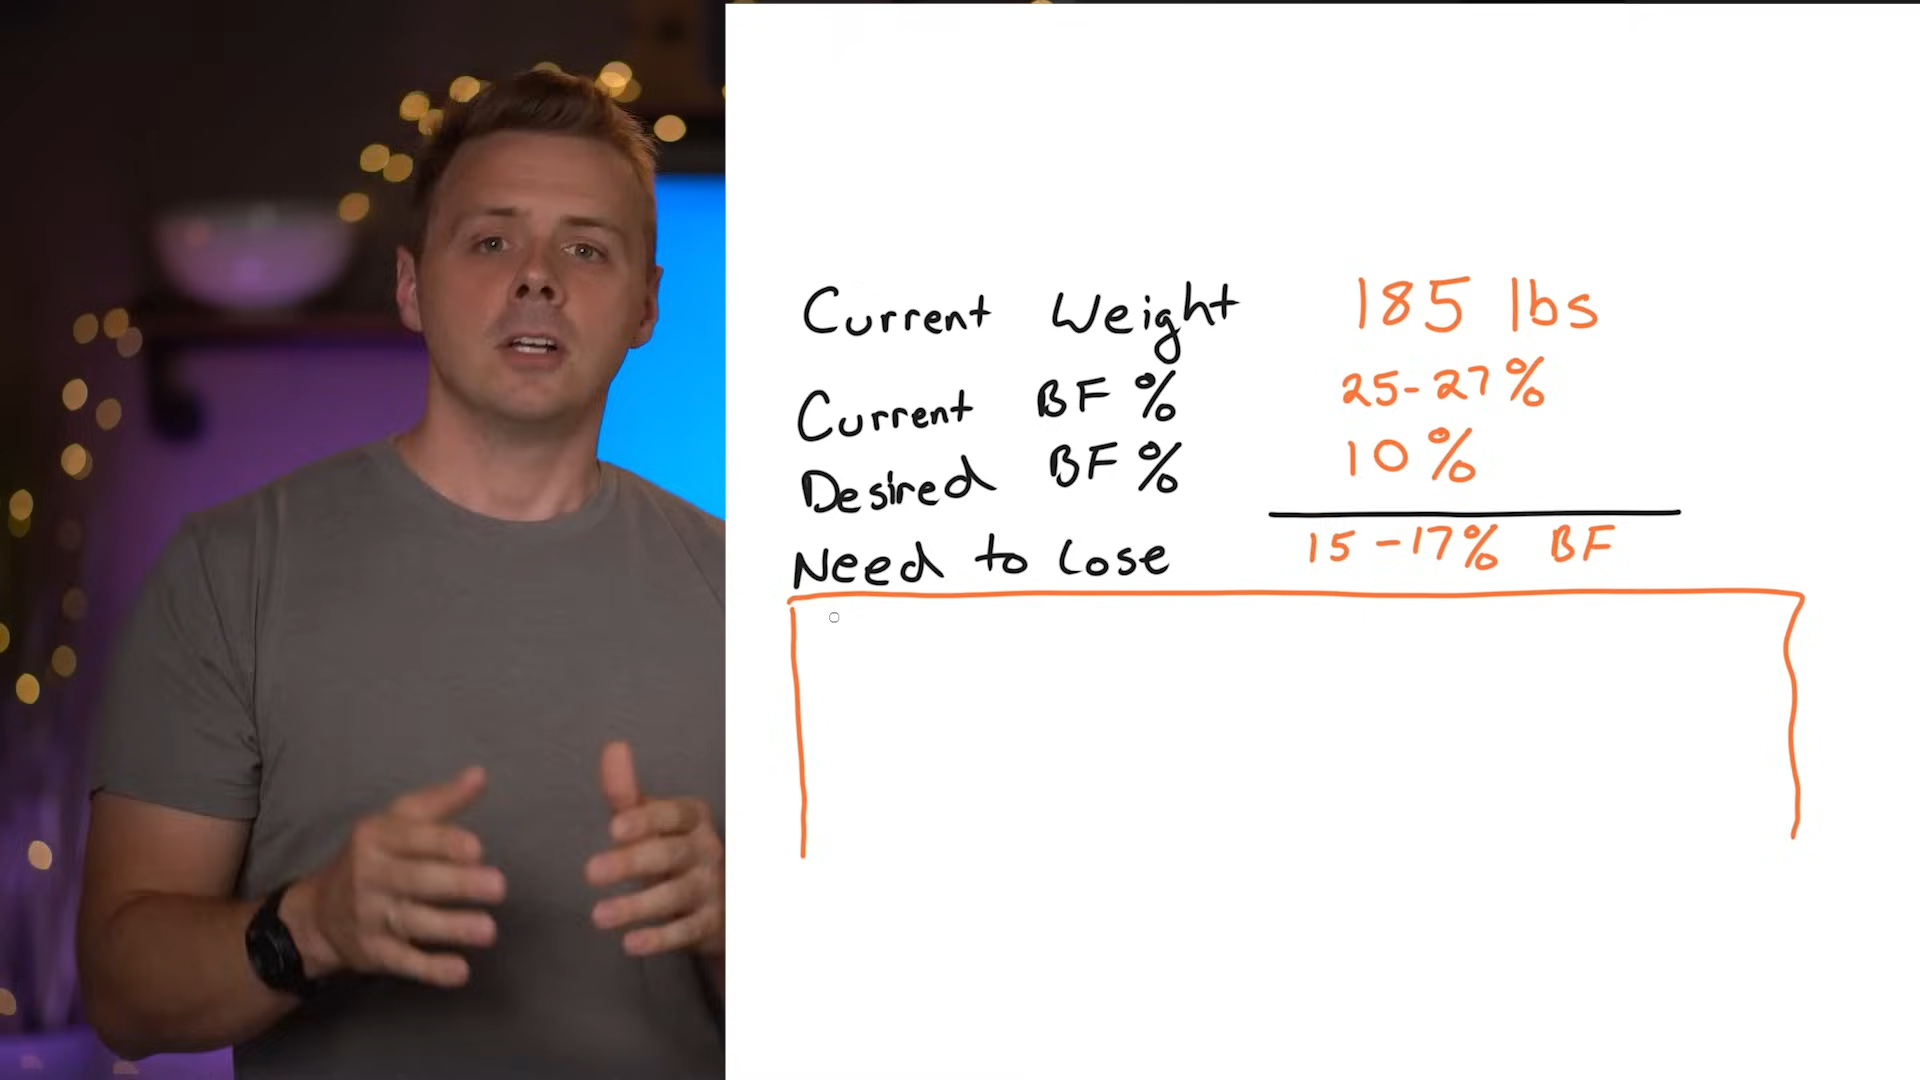 Current Weight 185 lbs
Current BF % 25-27%
Desired BF % 10%
Need to Lose 15-17% BF